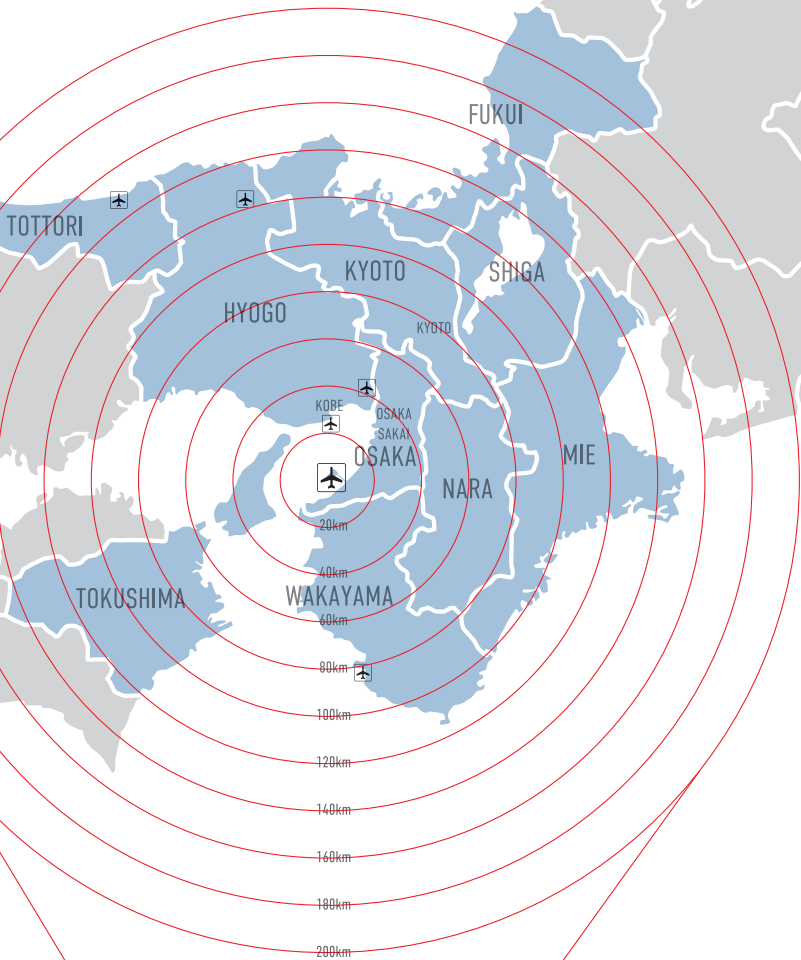 FUKUI
TOTTORI
KYOTO
SHIGA
HYOGO
KYOTO
KOBE
OSAKA
SAKAI
OSAKA
MIE
NARA
20km
40km
TOKUSHIMA
WAKAYAMA
60km
80km
100km
120km
140km
160km
180km
200km